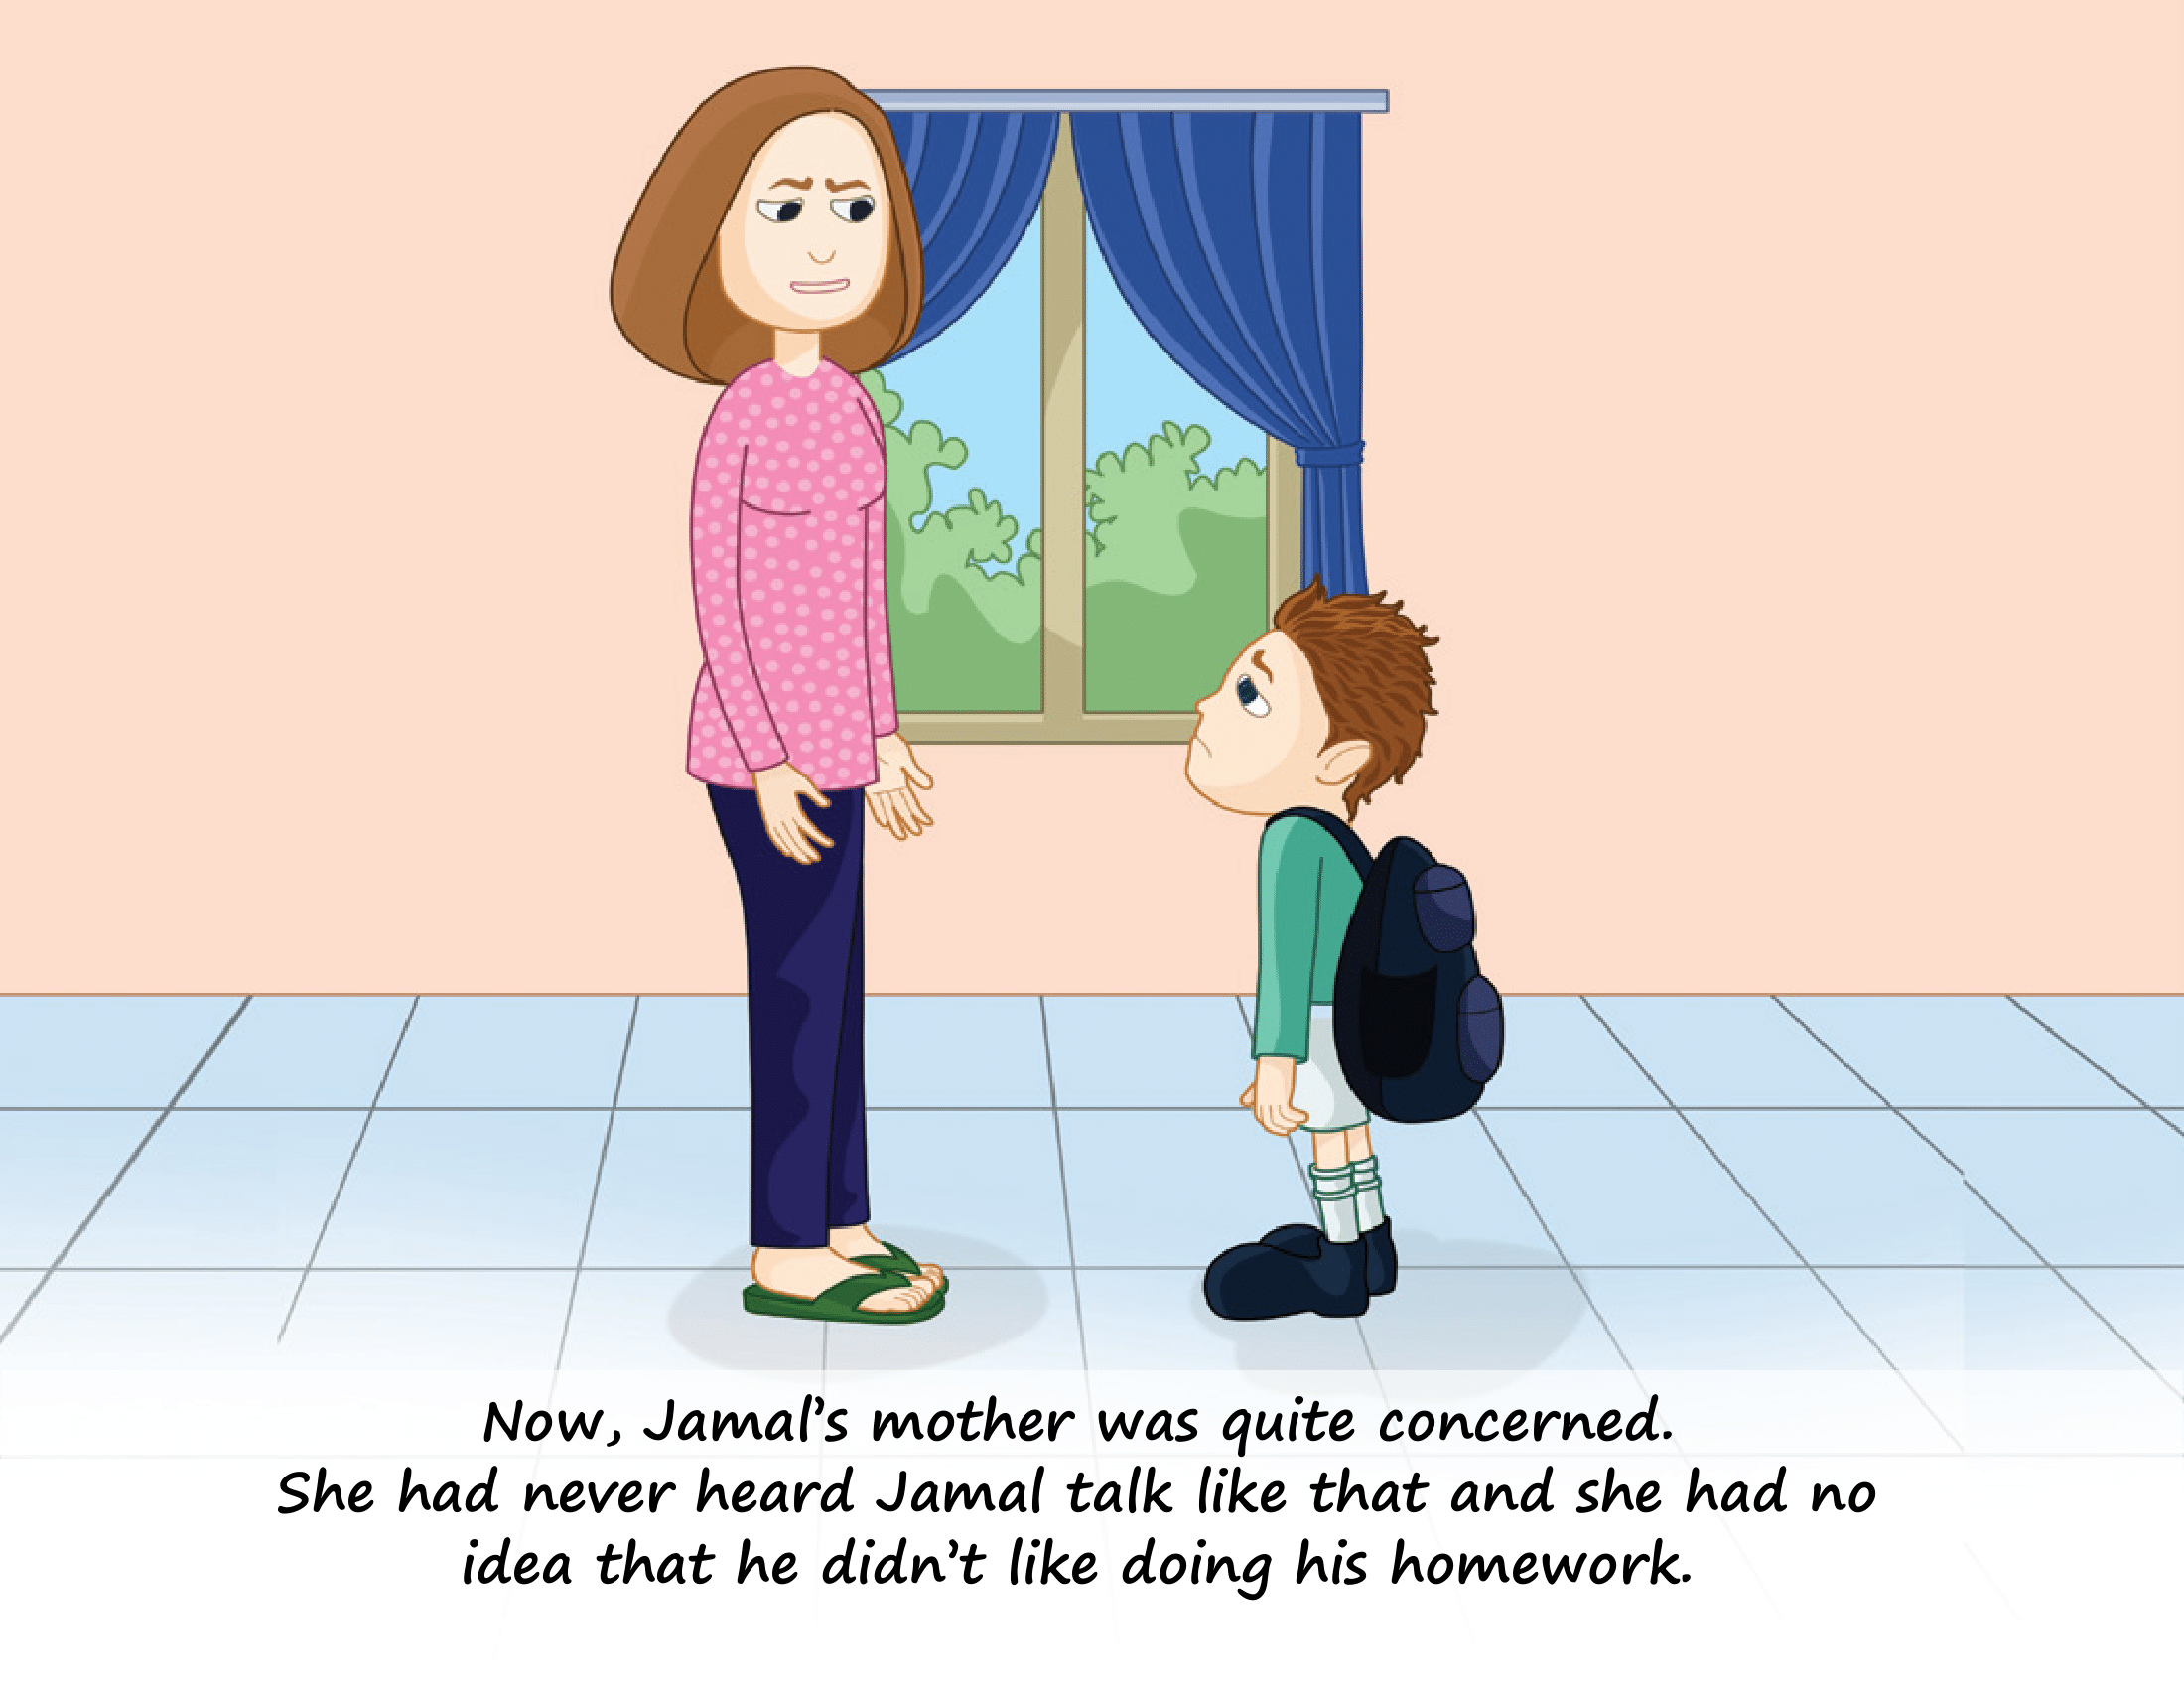 Now, Jamal’s mother was quite concerned.
She had never heard Jamal talk like that and she had no
idea that he didn’t like doing his homework.